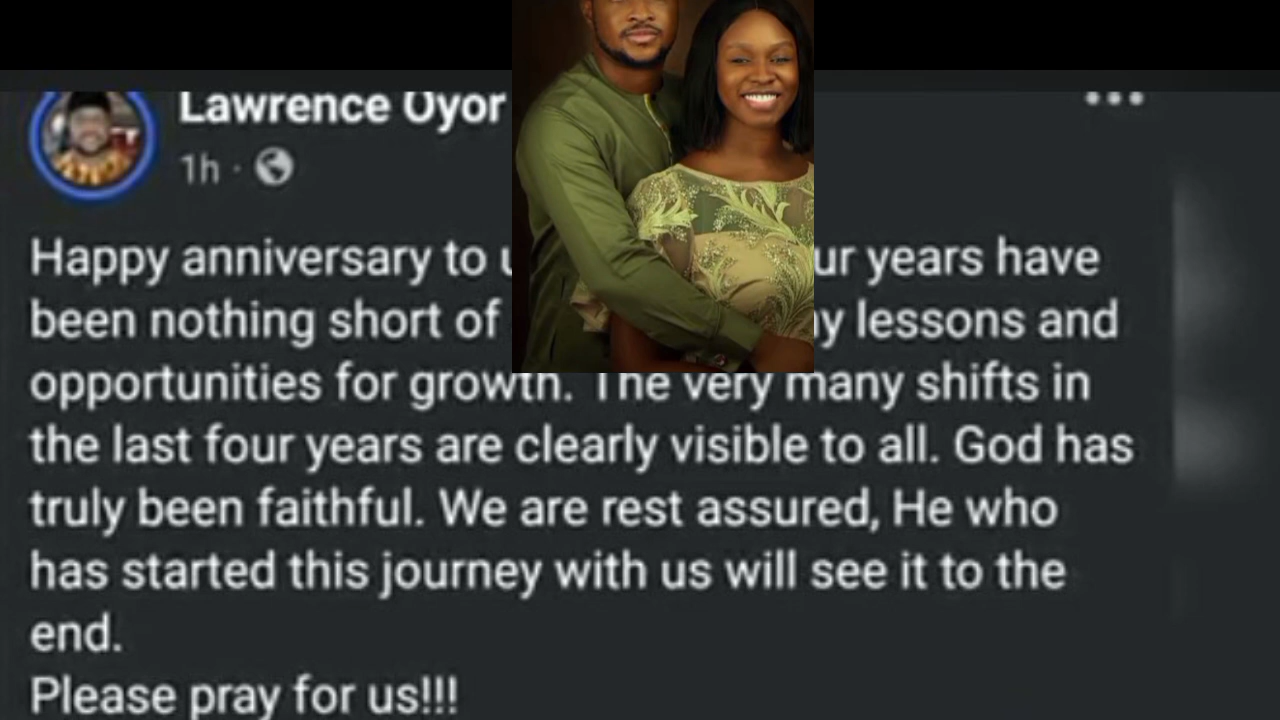 Lawrence Oyor
1h ·
Happy anniversary to ur years have
been nothing short of lessons and
opportunities for growth. The very many shifts in
the last four years are clearly visible to all. God has
truly been faithful. We are rest assured, He who
has started this journey with us will see it to the
end.
Please pray for us!!!